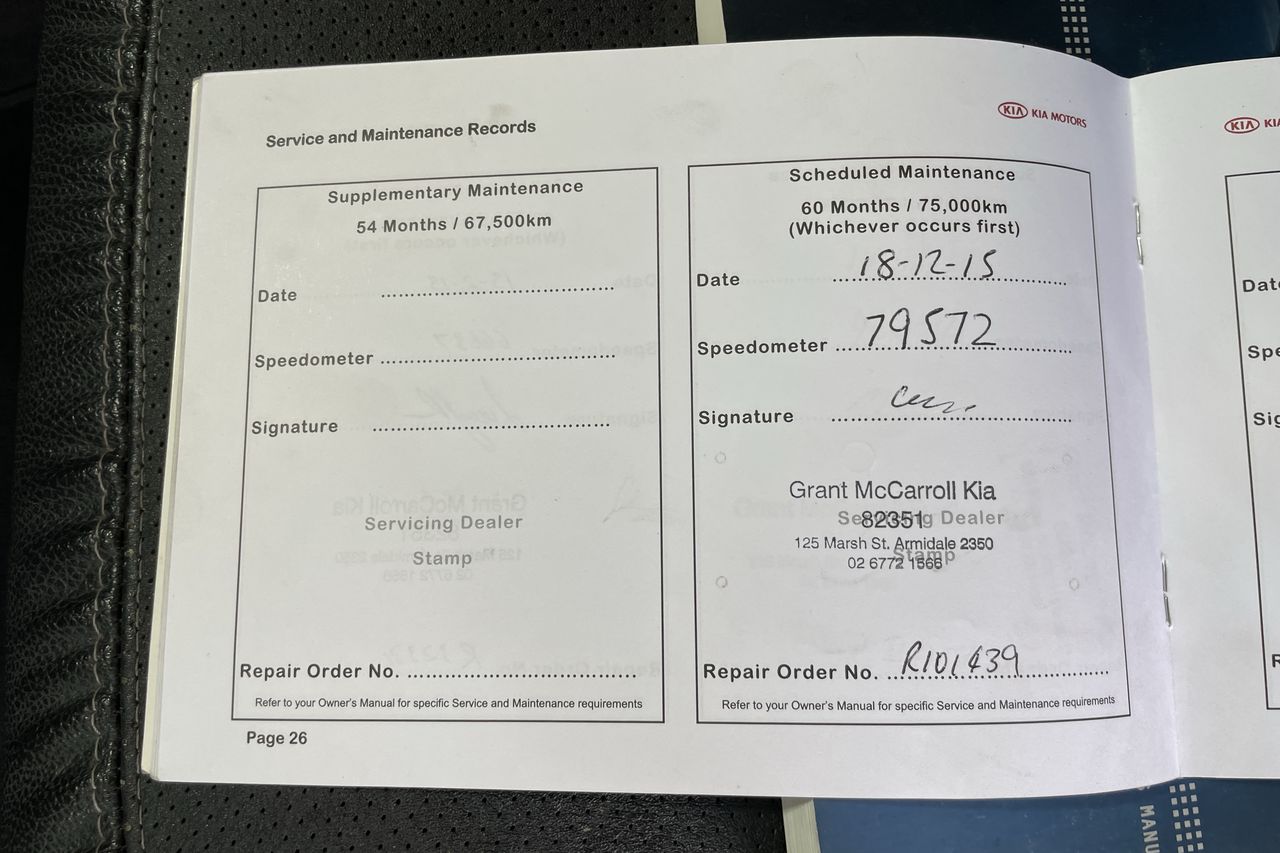 Service and Maintenance Records
KIA KIA MOTORS
Supplementary Maintenance
54 Months / 67,500km
Date
Speedometer
Signature
Servicing Dealer
Stamp
Repair Order No.
Refer to your Owner's Manual for specific Service and Maintenance requirements
Page 26
Scheduled Maintenance
60 Months / 75,000km
(Whichever occurs first)
Date 18-12-15
Speedometer 79572
Signature
Grant McCarroll Kia
82351
Servicing Dealer
125 Marsh St. Armidale 2350
Stamp
02 6772 1566
Repair Order No. R101439
Refer to your Owner's Manual for specific Service and Maintenance requirements
KIA